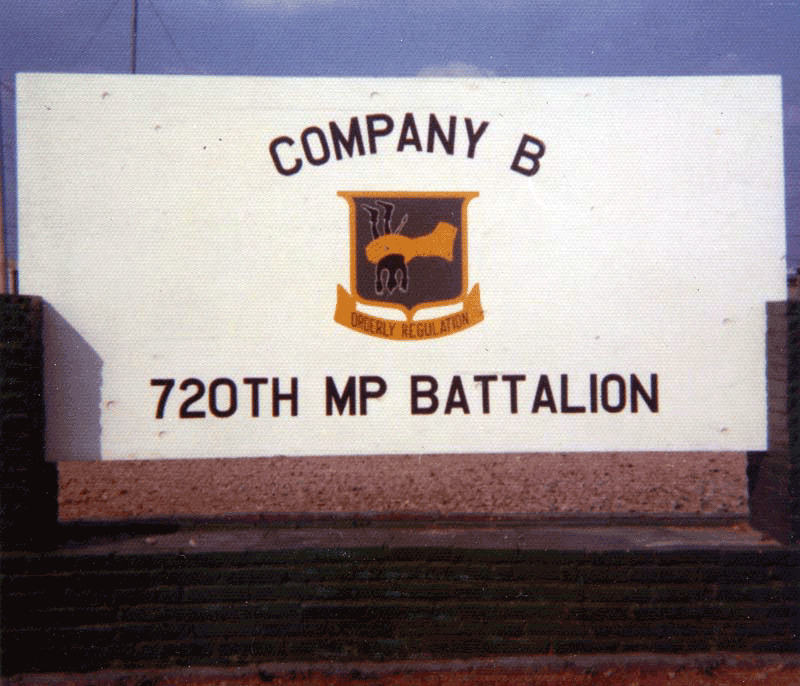 COMPANY B
ORDERLY REGULATION
720TH MP BATTALION